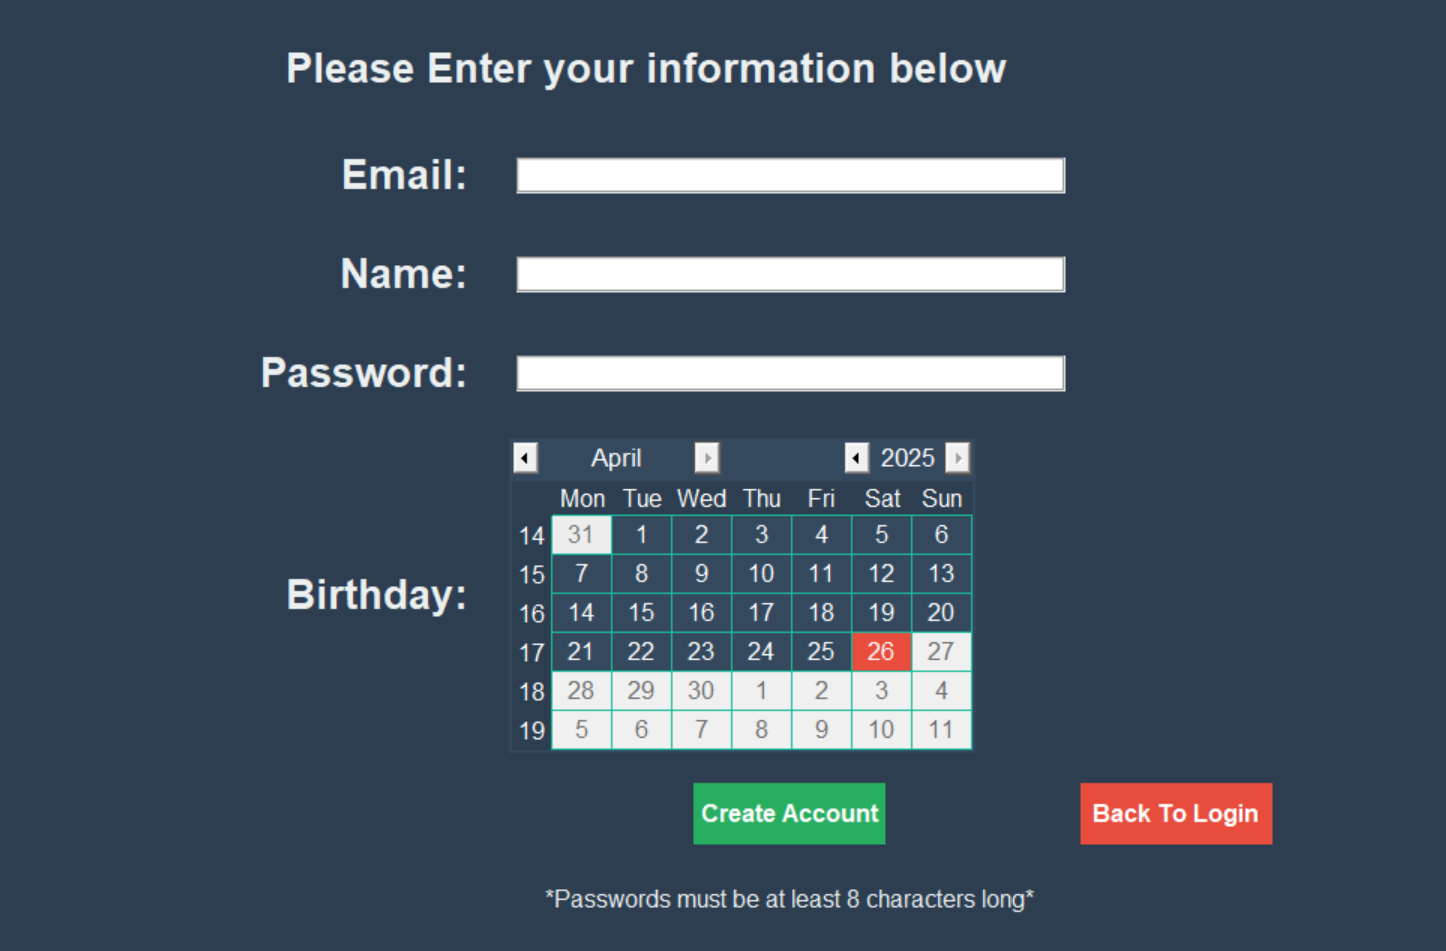 Please Enter your information below
Email:
Name:
Password:
April 2025
Mon Tue Wed Thu Fri Sat Sun
14 31 1 2 3 4 5 6
15 7 8 9 10 11 12 13
16 14 15 16 17 18 19 20
Birthday:
17 21 22 23 24 25 26 27
18 28 29 30 1 2 3 4
19 5 6 7 8 9 10 11
Create Account Back To Login
*Passwords must be at least 8 characters long*